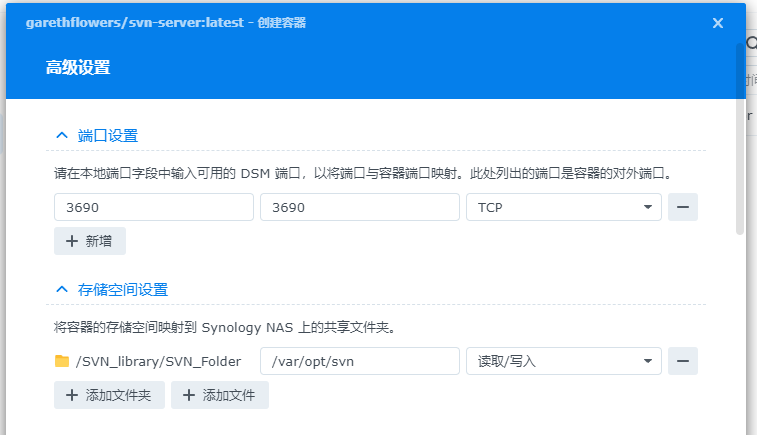 garethflowers/svn-server:latest - 创建容器
高级设置
端口设置
请在本地端口字段中输入可用的 DSM 端口，以将端口与容器端口映射。此处列出的端口是容器的对外端口。
3690 3690 TCP
新增
存储空间设置
将容器的存储空间映射到 Synology NAS 上的共享文件夹。
/SVN_library/SVN_Folder /var/opt/svn 读取/写入
添加文件夹 添加文件